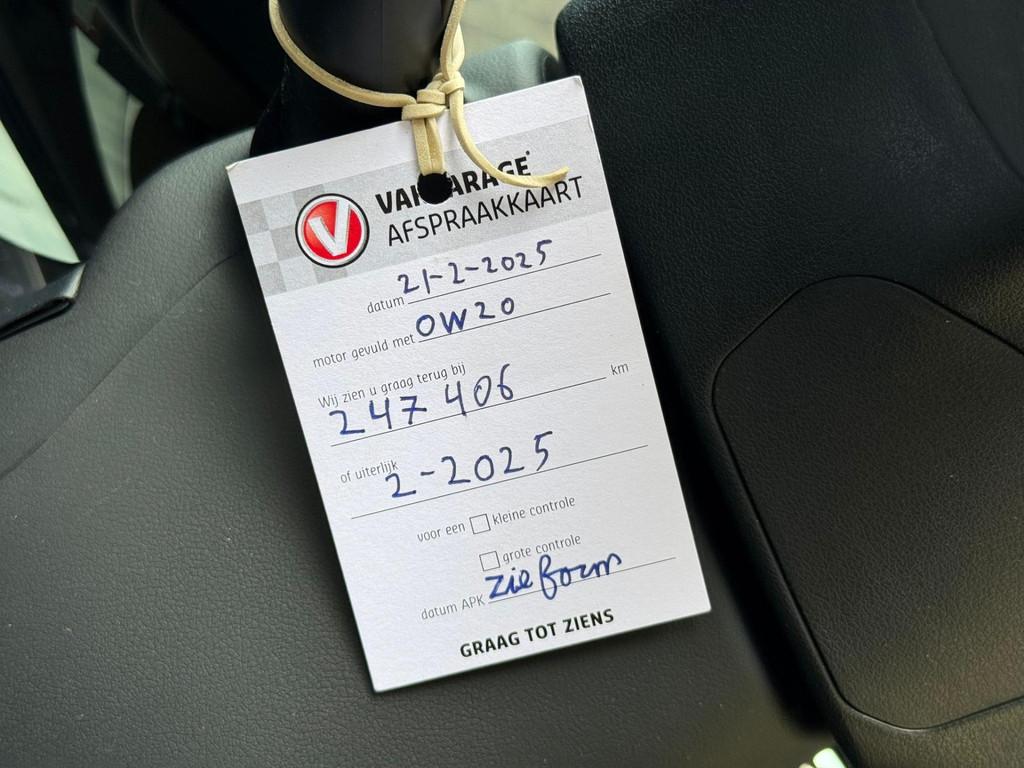 V
VAKGARAGE
AFSPRAAKKAART
datum 21-2-2025
motor gevuld met 0W20
Wij zien u graag terug bij
247 406 km
of uiterlijk 2-2025
voor een kleine controle
grote controle
datum APK zie form
GRAAG TOT ZIENS